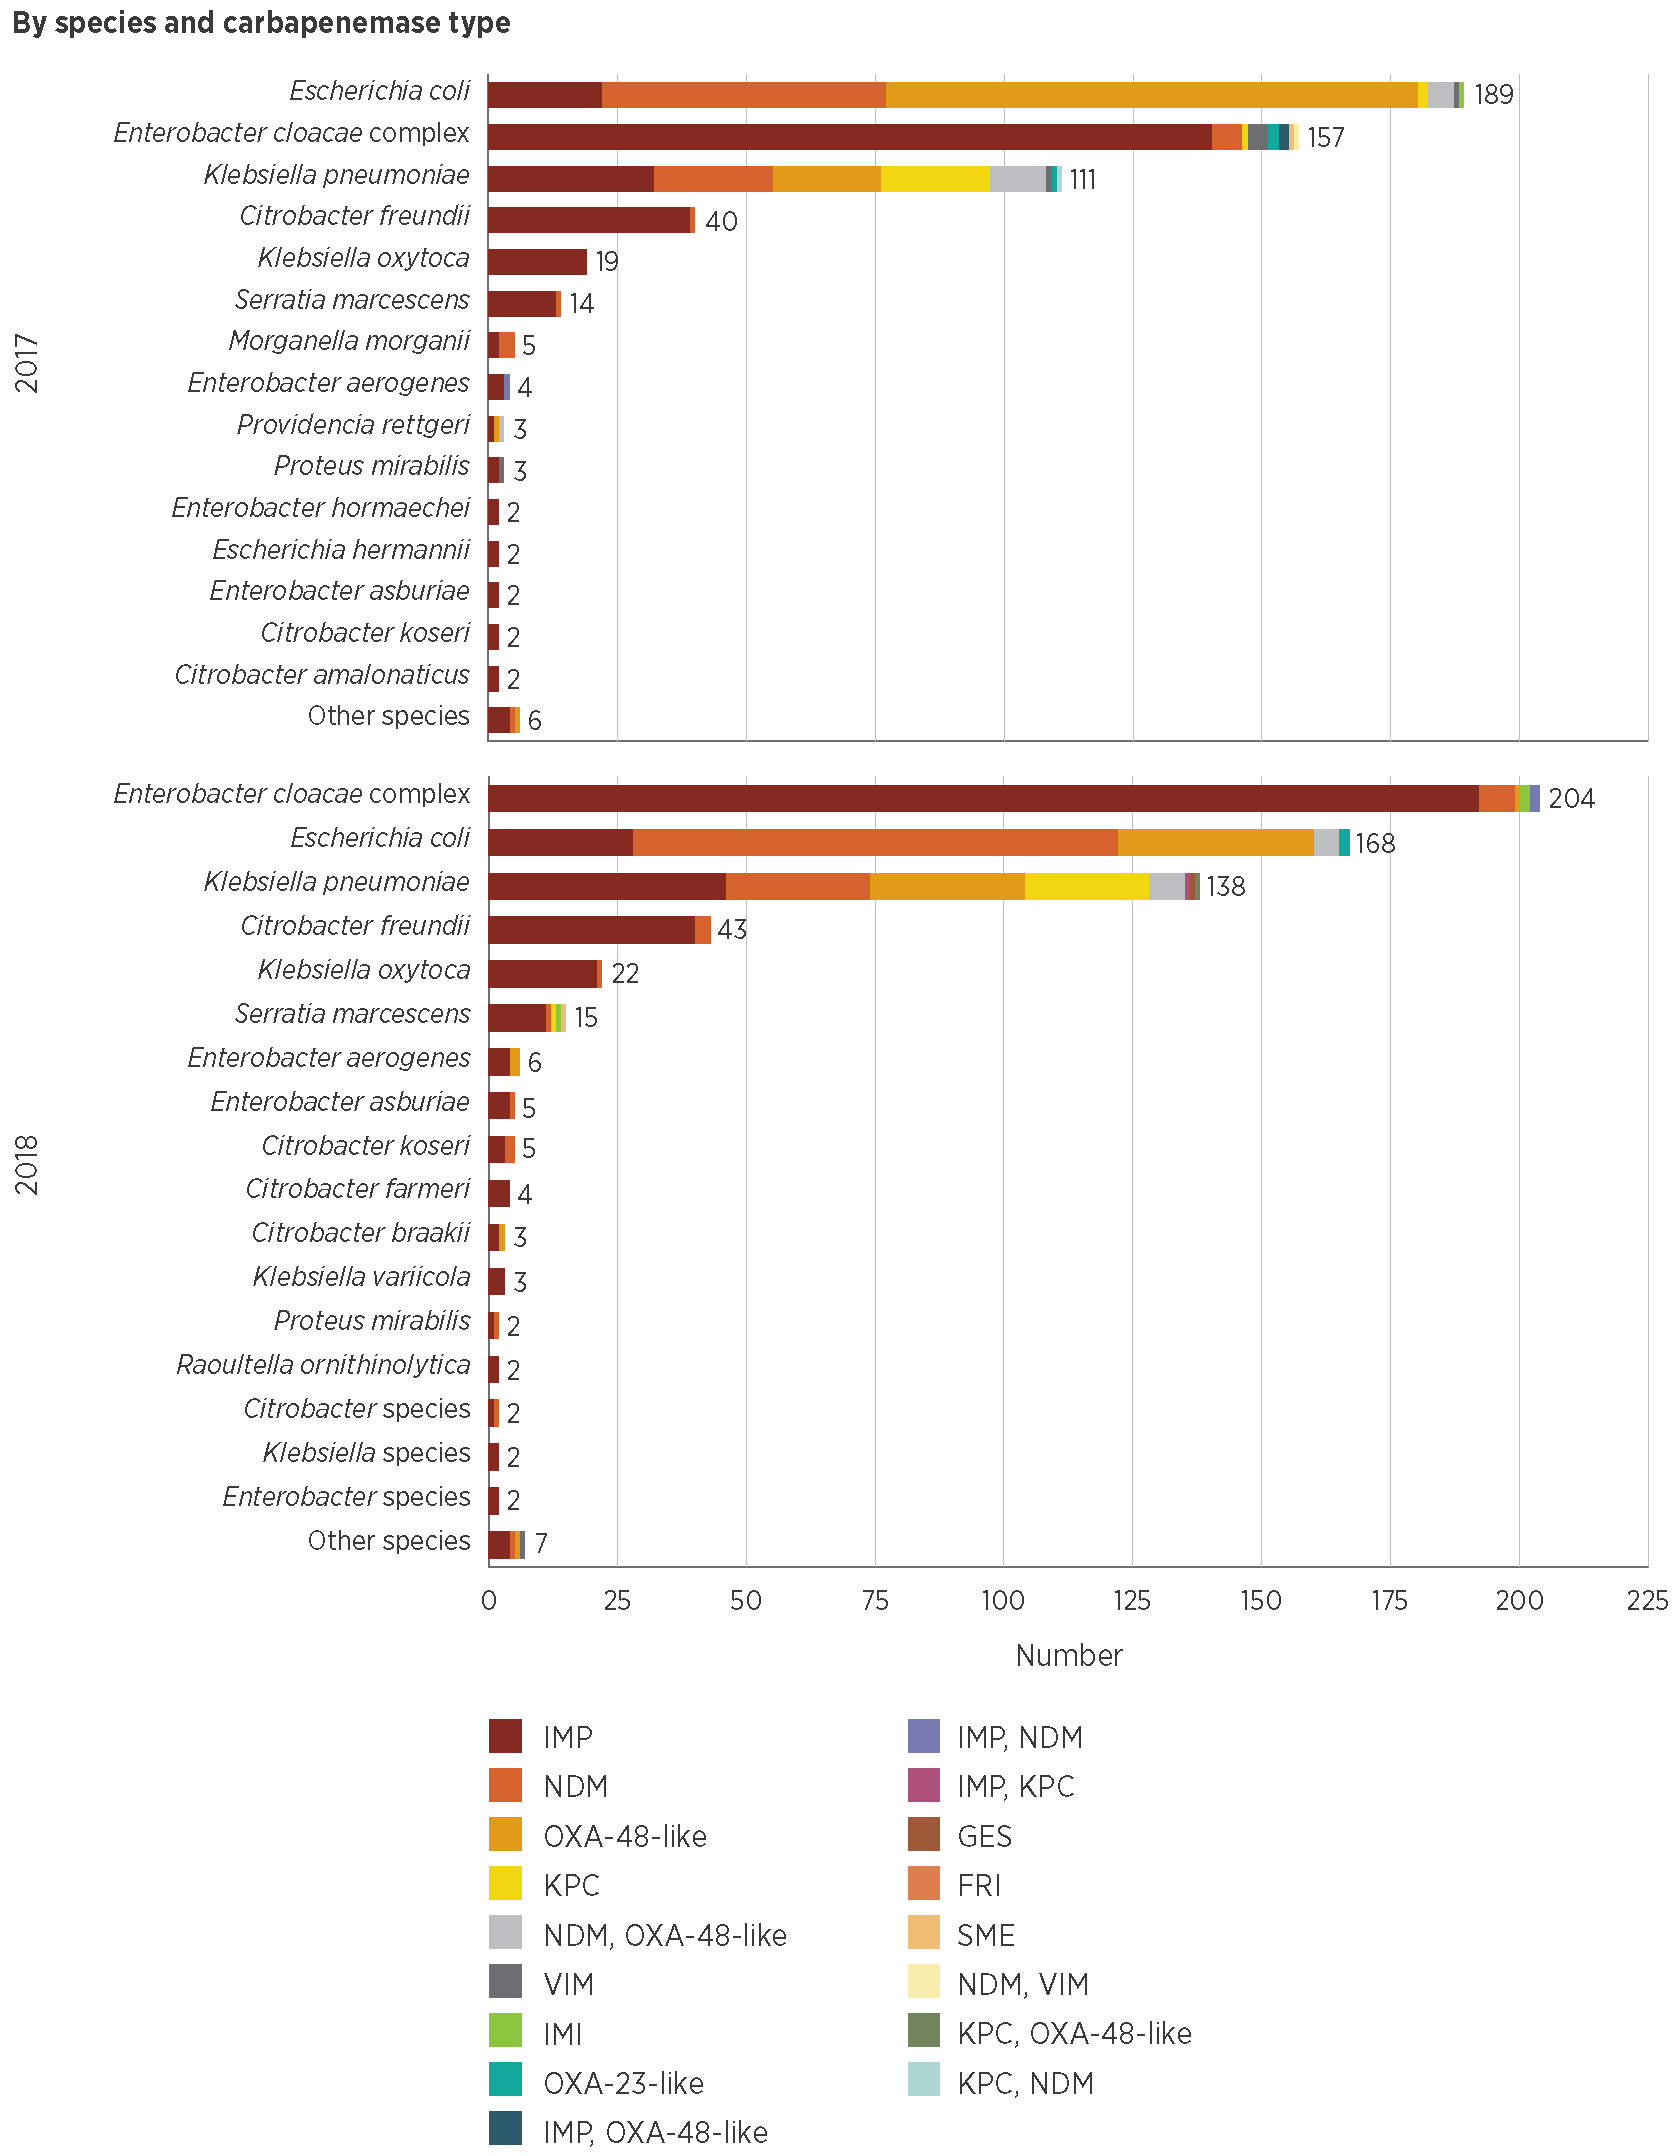 By species and carbapenemase type
2017
Escherichia coli 189
Enterobacter cloacae complex 157
Klebsiella pneumoniae 111
Citrobacter freundii 40
Klebsiella oxytoca 19
Serratia marcescens 14
Morganella morganii 5
Enterobacter aerogenes 4
Providencia rettgeri 3
Proteus mirabilis 3
Enterobacter hormaechei 2
Escherichia hermannii 2
Enterobacter asburiae 2
Citrobacter koseri 2
Citrobacter amalonaticus 2
Other species 6
2018
Enterobacter cloacae complex 204
Escherichia coli 168
Klebsiella pneumoniae 138
Citrobacter freundii 43
Klebsiella oxytoca 22
Serratia marcescens 15
Enterobacter aerogenes 6
Enterobacter asburiae 5
Citrobacter koseri 5
Citrobacter farmeri 4
Citrobacter braakii 3
Klebsiella variicola 3
Proteus mirabilis 2
Raoultella ornithinolytica 2
Citrobacter species 2
Klebsiella species 2
Enterobacter species 2
Other species 7
0 25 50 75 100 125 150 175 200 225
Number
IMP
NDM
OXA-48-like
KPC
NDM, OXA-48-like
VIM
IMI
OXA-23-like
IMP, OXA-48-like
IMP, NDM
IMP, KPC
GES
FRI
SME
NDM, VIM
KPC, OXA-48-like
KPC, NDM